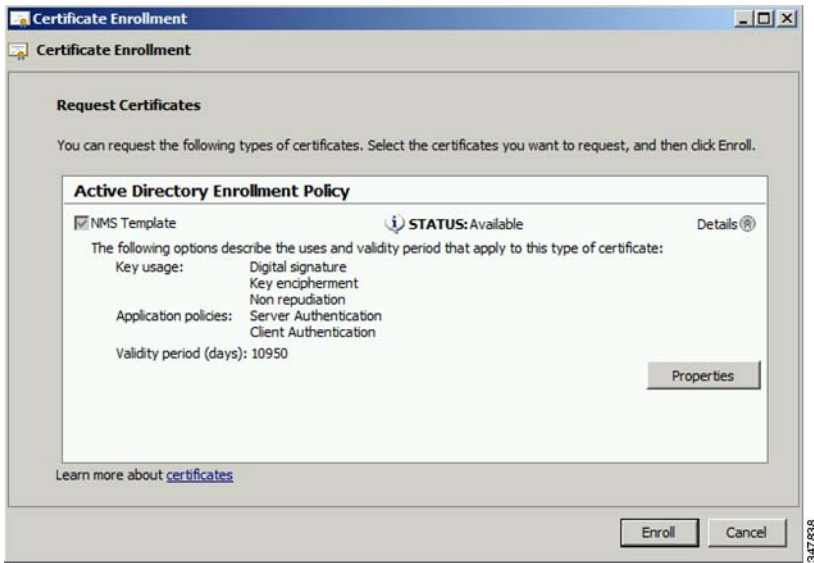 Certificate Enrollment
Certificate Enrollment
Request Certificates
You can request the following types of certificates. Select the certificates you want to request, and then click Enroll.
Active Directory Enrollment Policy
NMS Template STATUS: Available Details
The following options describe the uses and validity period that apply to this type of certificate:
Key usage: Digital signature
Key encipherment
Non repudiation
Application policies: Server Authentication
Client Authentication
Validity period (days): 10950
Properties
Learn more about certificates
Enroll Cancel
347838